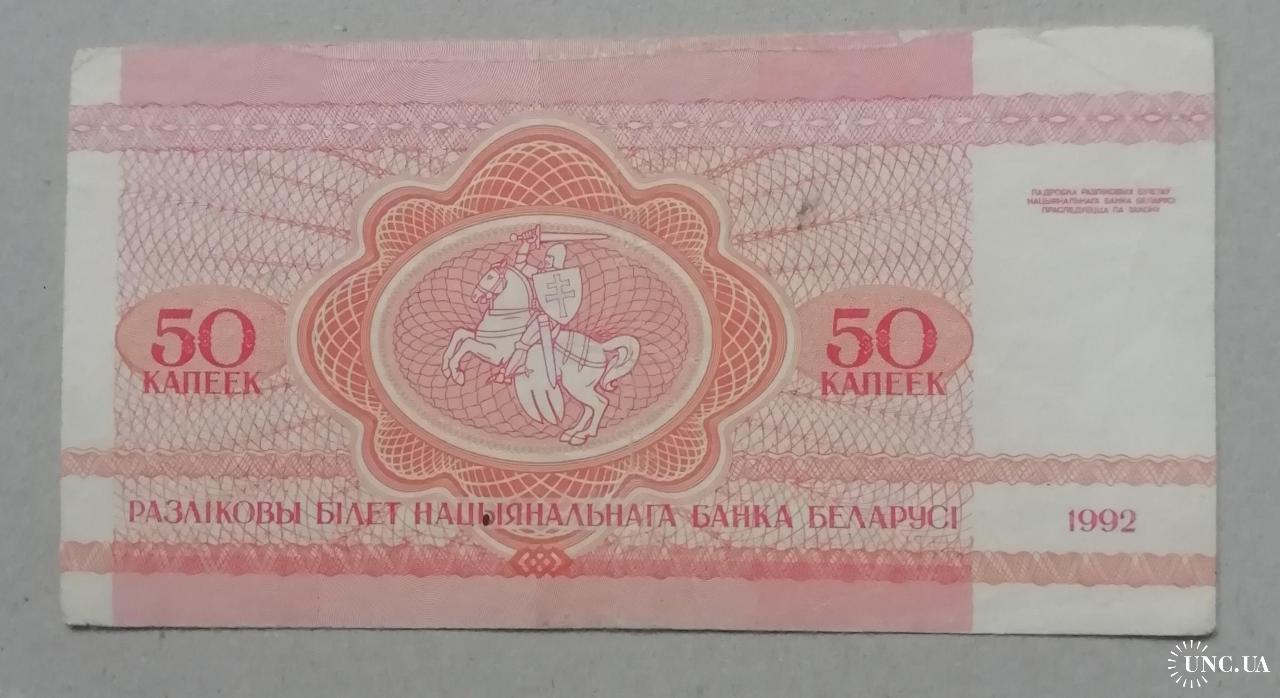 ПАДРОБКА РАЗЛІКОВЫХ БІЛЕТАЎ
НАЦЫЯНАЛЬНАГА БАНКА БЕЛАРУСІ
ПРАСЛЕДУЕЦЦА ПА ЗАКОНУ
50 50
КАПЕЕК КАПЕЕК
РАЗЛІКОВЫ БІЛЕТ НАЦЫЯНАЛЬНАГА БАНКА БЕЛАРУСІ 1992
UNC.UA